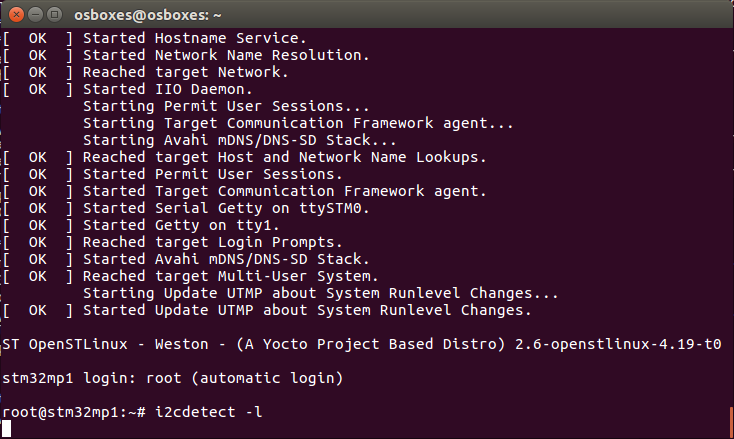 osboxes@osboxes: ~
[  OK  ] Started Hostname Service.
[  OK  ] Started Network Name Resolution.
[  OK  ] Reached target Network.
[  OK  ] Started IIO Daemon.
         Starting Permit User Sessions...
         Starting Target Communication Framework agent...
         Starting Avahi mDNS/DNS-SD Stack...
[  OK  ] Reached target Host and Network Name Lookups.
[  OK  ] Started Permit User Sessions.
[  OK  ] Started Target Communication Framework agent.
[  OK  ] Started Serial Getty on ttySTM0.
[  OK  ] Started Getty on tty1.
[  OK  ] Reached target Login Prompts.
[  OK  ] Started Avahi mDNS/DNS-SD Stack.
[  OK  ] Reached target Multi-User System.
         Starting Update UTMP about System Runlevel Changes...
[  OK  ] Started Update UTMP about System Runlevel Changes.
ST OpenSTLinux - Weston - (A Yocto Project Based Distro) 2.6-openstlinux-4.19-t0
stm32mp1 login: root (automatic login)
root@stm32mp1:~# i2cdetect -l